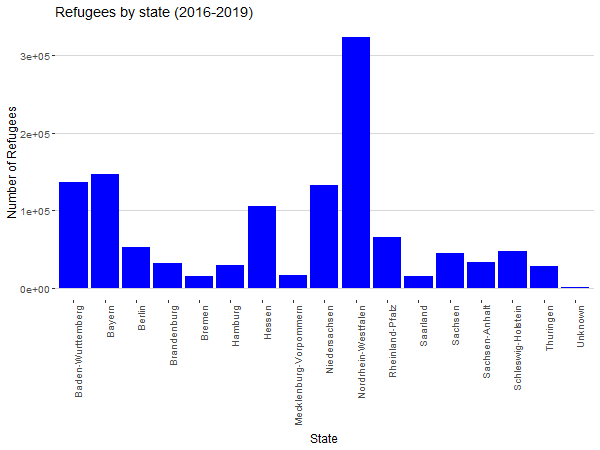 Refugees by state (2016-2019)
Number of Refugees
3e+05
2e+05
1e+05
0e+00
Baden-Wurttemberg
Bayern
Berlin
Brandenburg
Bremen
Hamburg
Hessen
Mecklenburg-Vorpommern
Niedersachsen
Nordrhein-Westfalen
Rheinland-Pfalz
Saarland
Sachsen
Sachsen-Anhalt
Schleswig-Holstein
Thuringen
Unknown
State